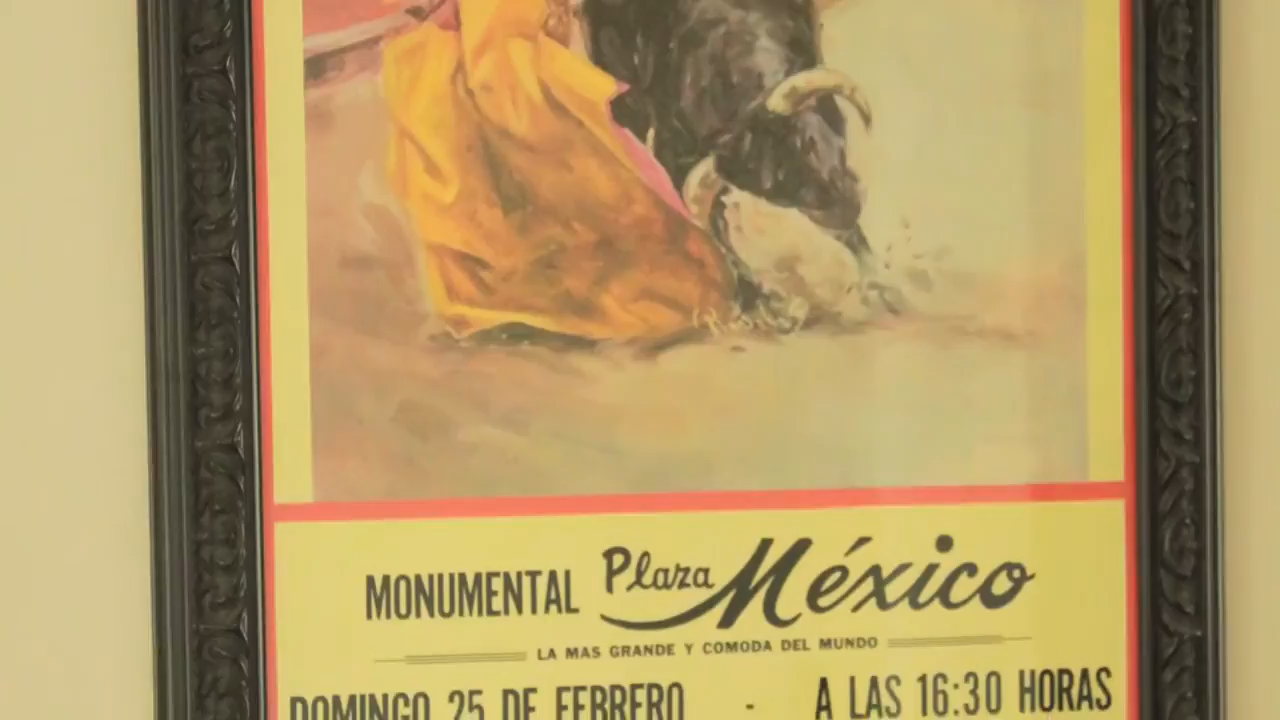 MONUMENTAL Plaza México
LA MAS GRANDE Y COMODA DEL MUNDO
DOMINGO 25 DE FEBRERO - A LAS 16:30 HORAS